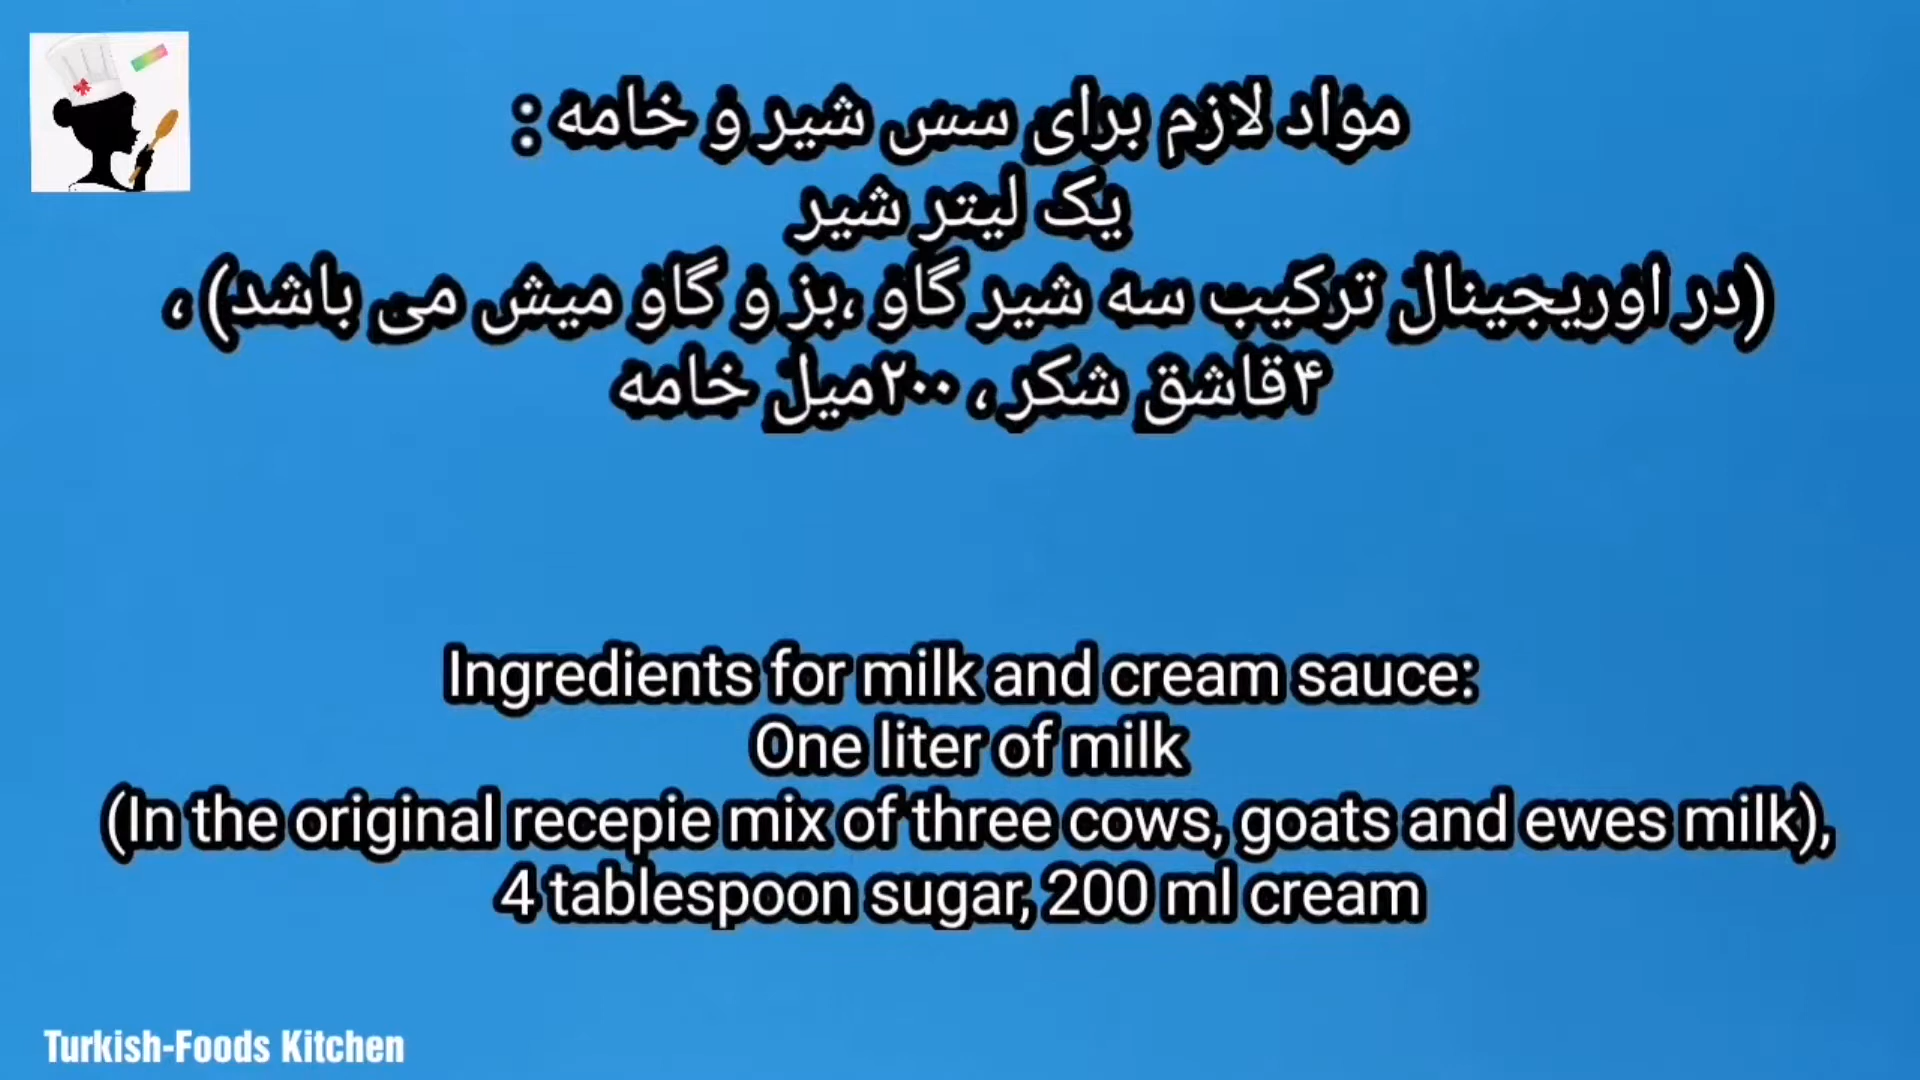 مواد لازم برای سس شیر و خامه :
یک لیتر شیر
(در اوریجینال ترکیب سه شیر گاو ،بز و گاو میش می باشد) ،
۴قاشق شکر ، ۲۰۰میل خامه
Ingredients for milk and cream sauce:
One liter of milk
(In the original recepie mix of three cows, goats and ewes milk),
4 tablespoon sugar, 200 ml cream
Turkish-Foods Kitchen